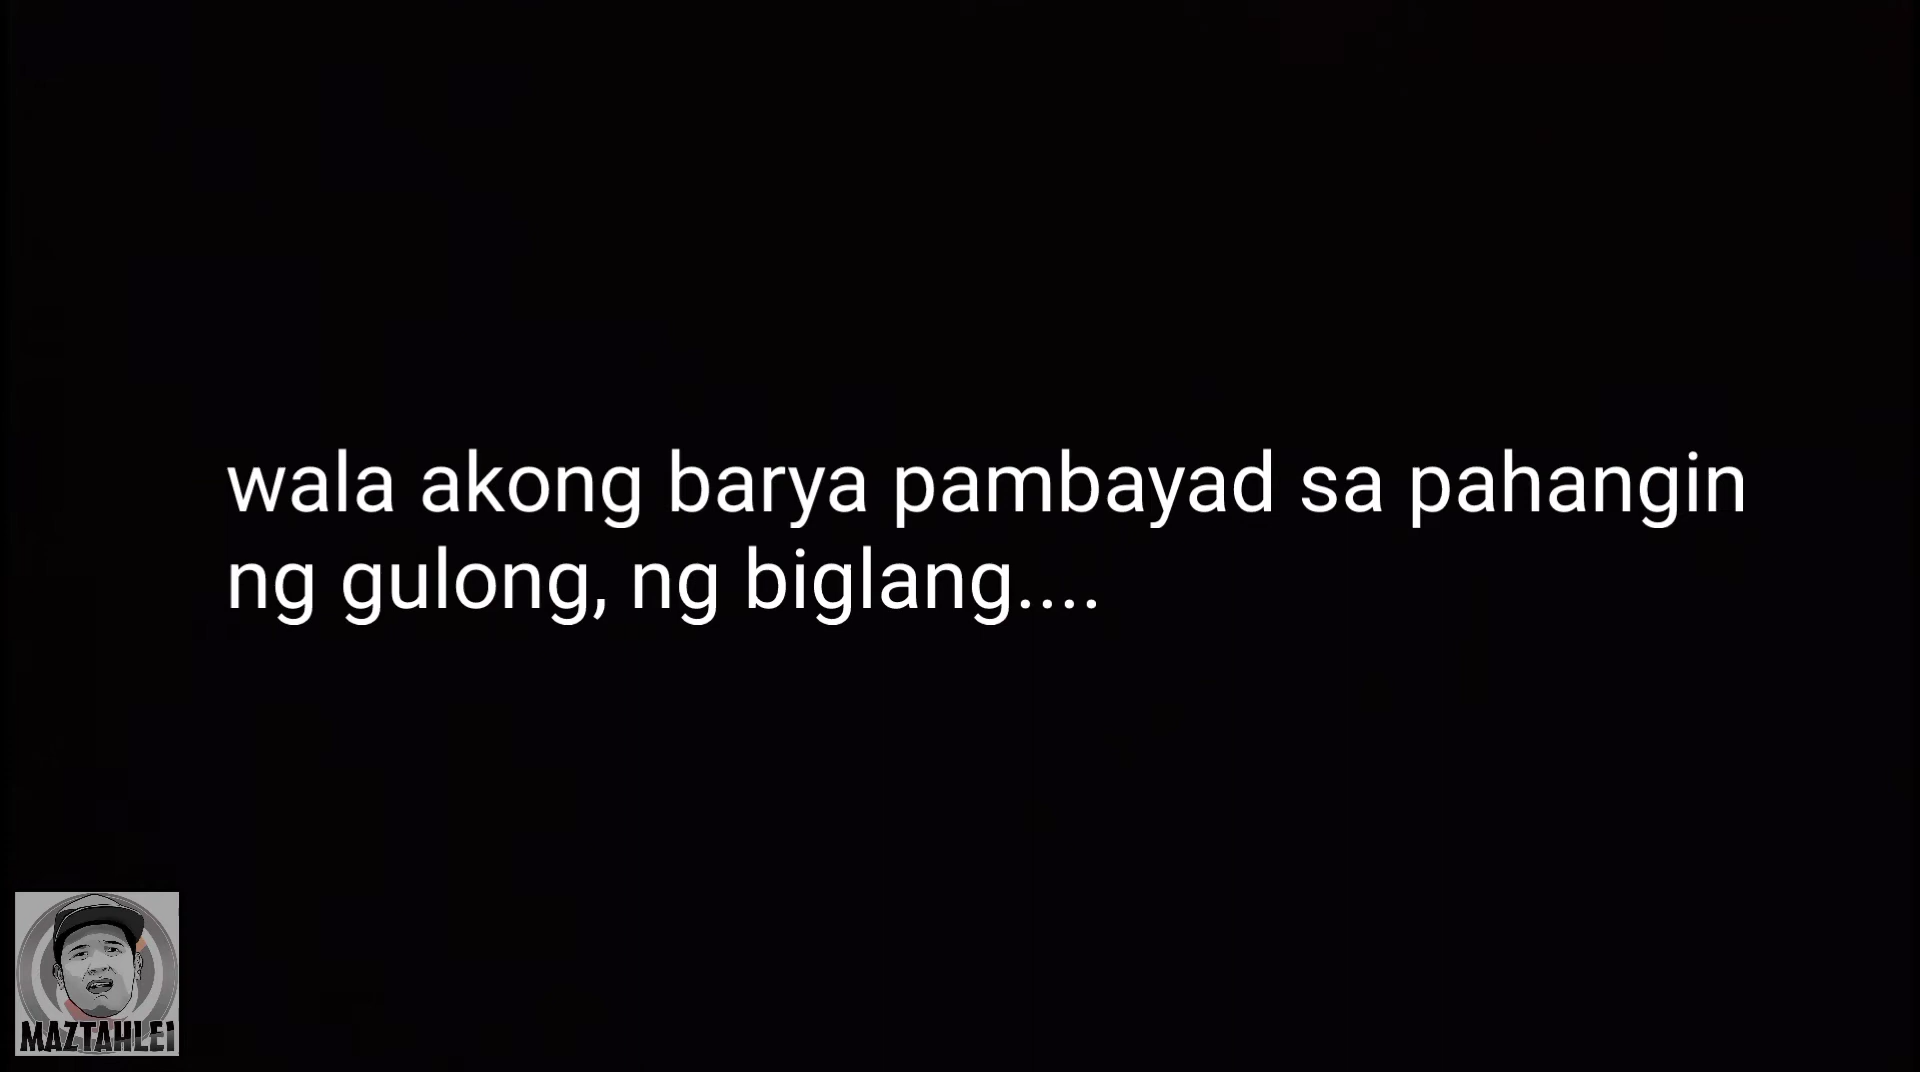 wala akong barya pambayad sa pahangin
ng gulong, ng biglang....
MAZTAHLEI